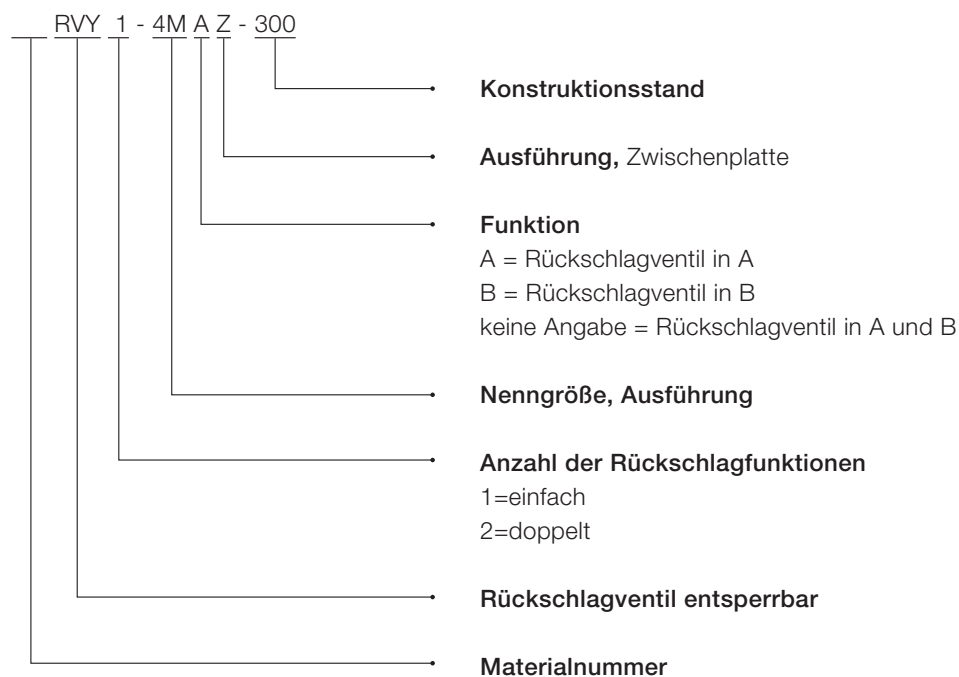 RVY 1 - 4M A Z - 300
Konstruktionsstand
Ausführung, Zwischenplatte
Funktion
A = Rückschlagventil in A
B = Rückschlagventil in B
keine Angabe = Rückschlagventil in A und B
Nenngröße, Ausführung
Anzahl der Rückschlagfunktionen
1=einfach
2=doppelt
Rückschlagventil entsperrbar
Materialnummer